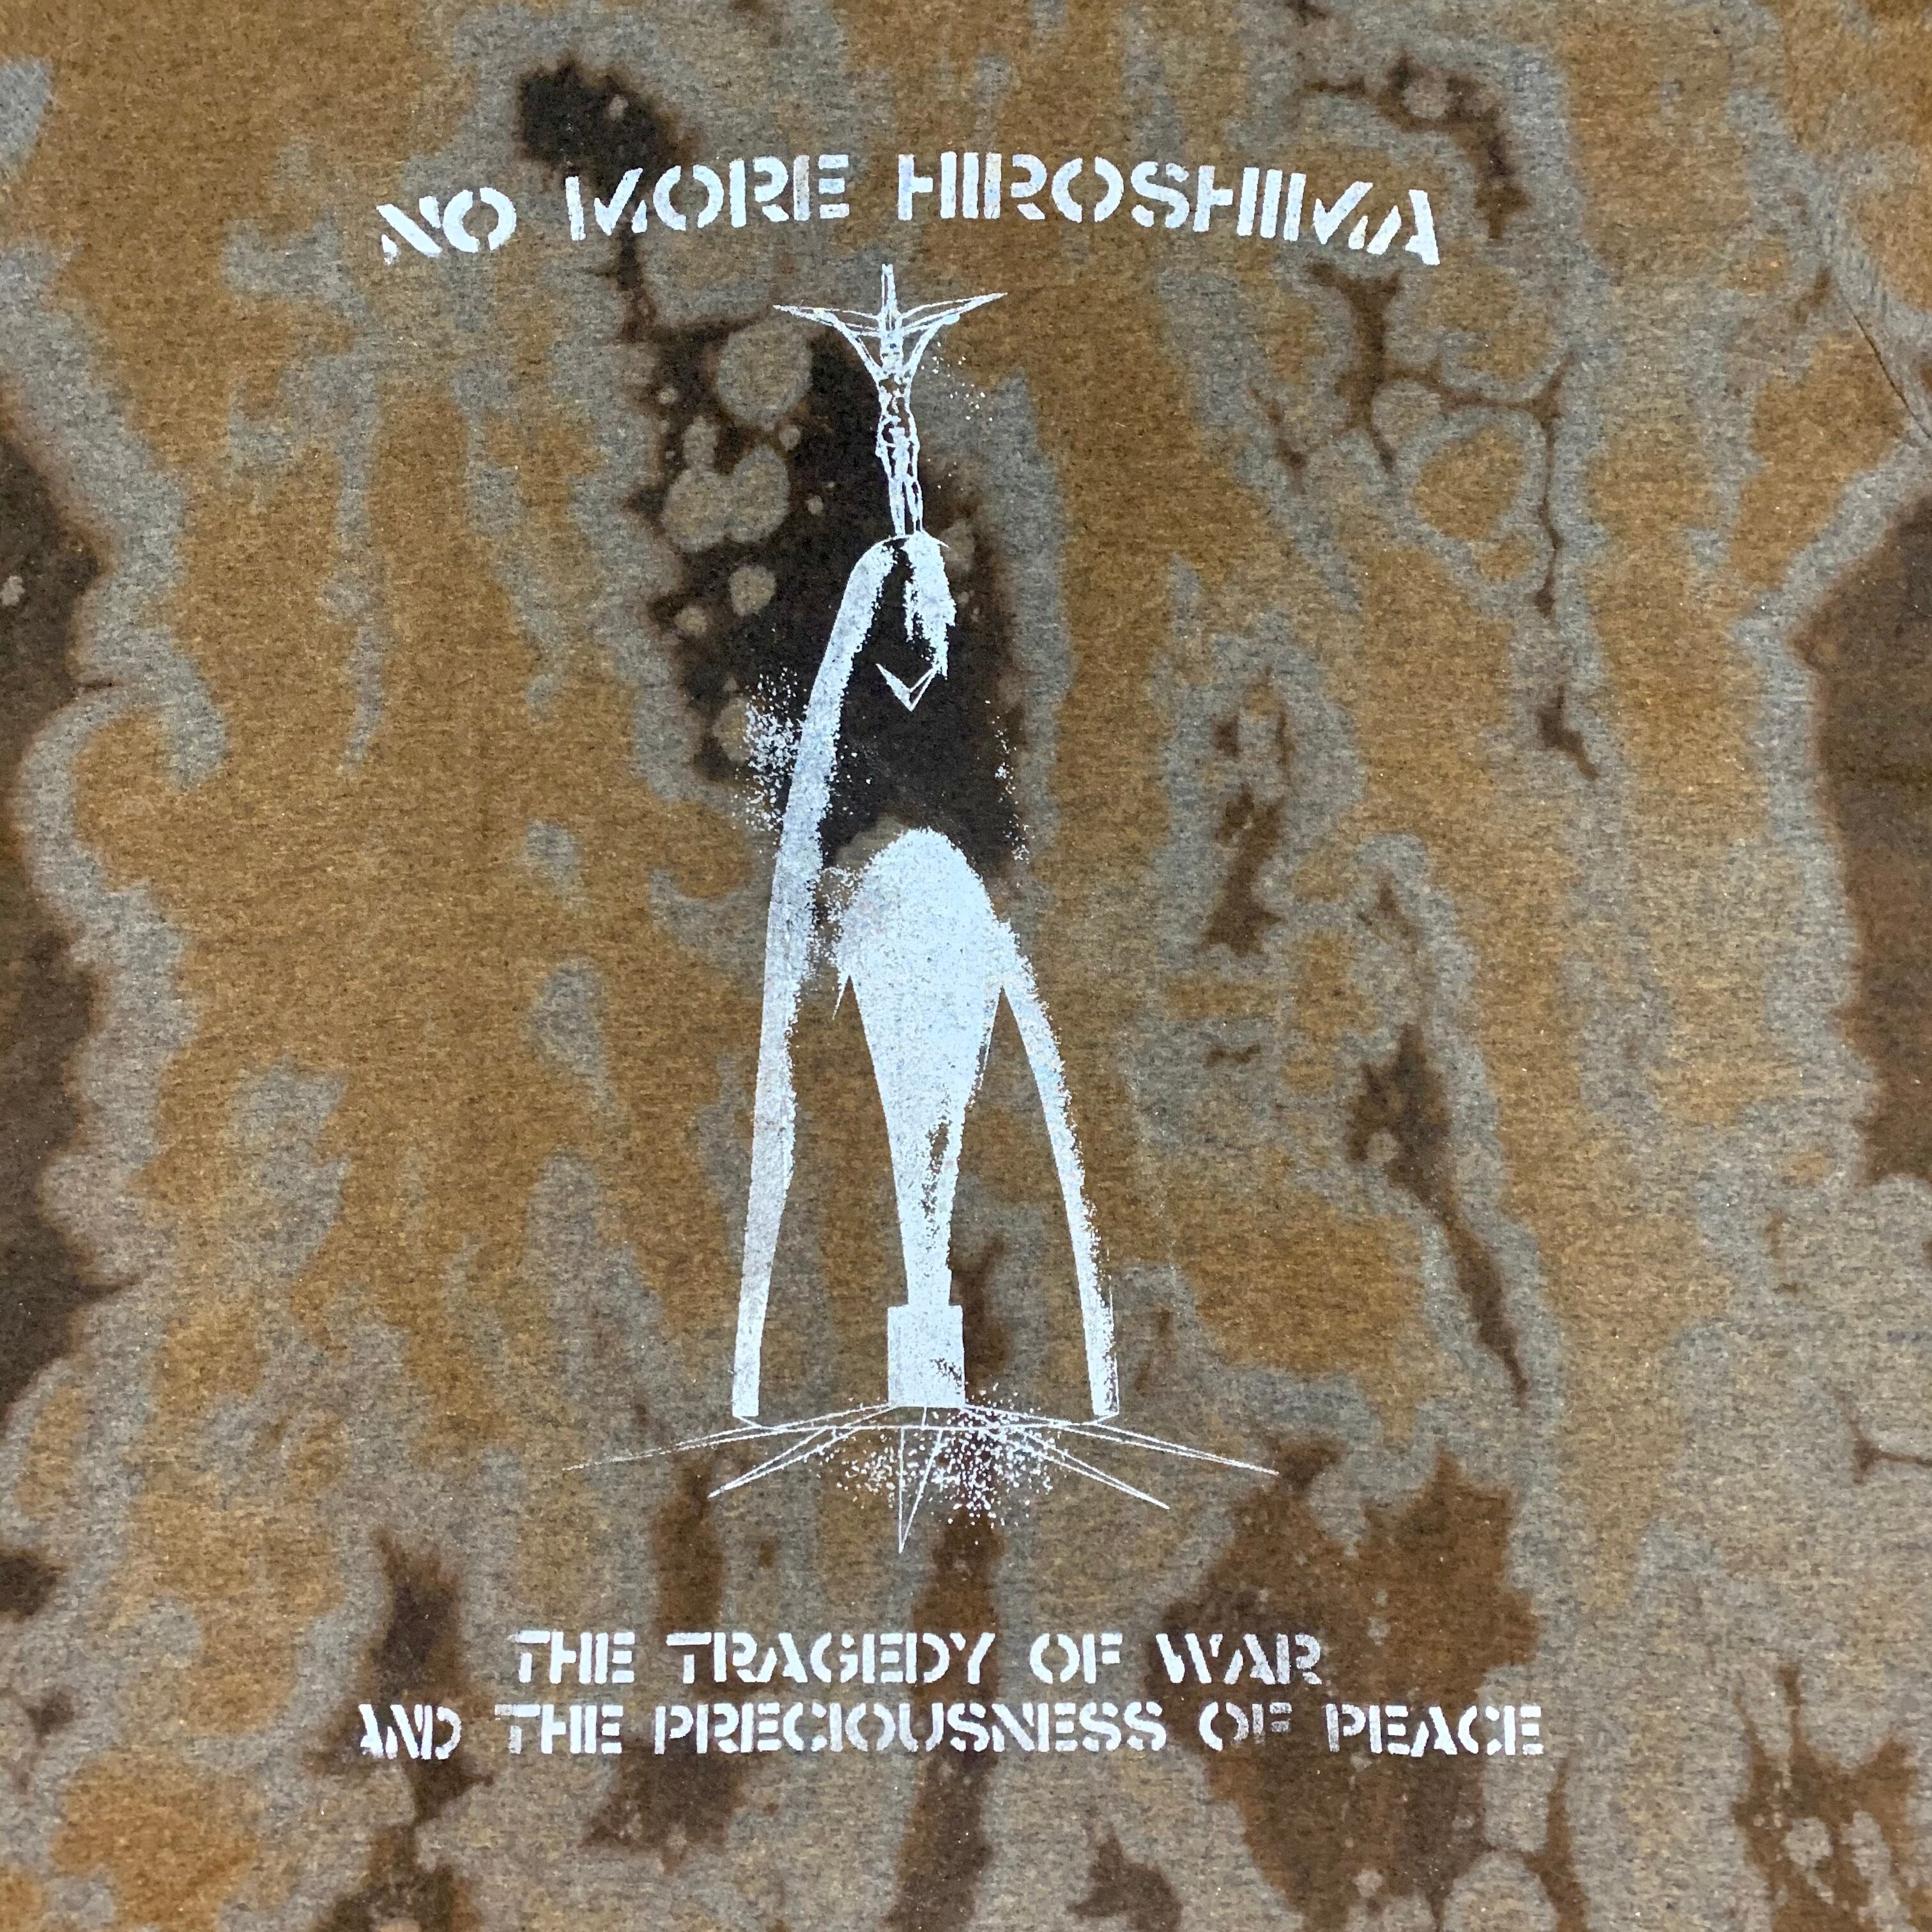 NO MORE HIROSHIMA
THE TRAGEDY OF WAR
AND THE PRECIOUSNESS OF PEACE